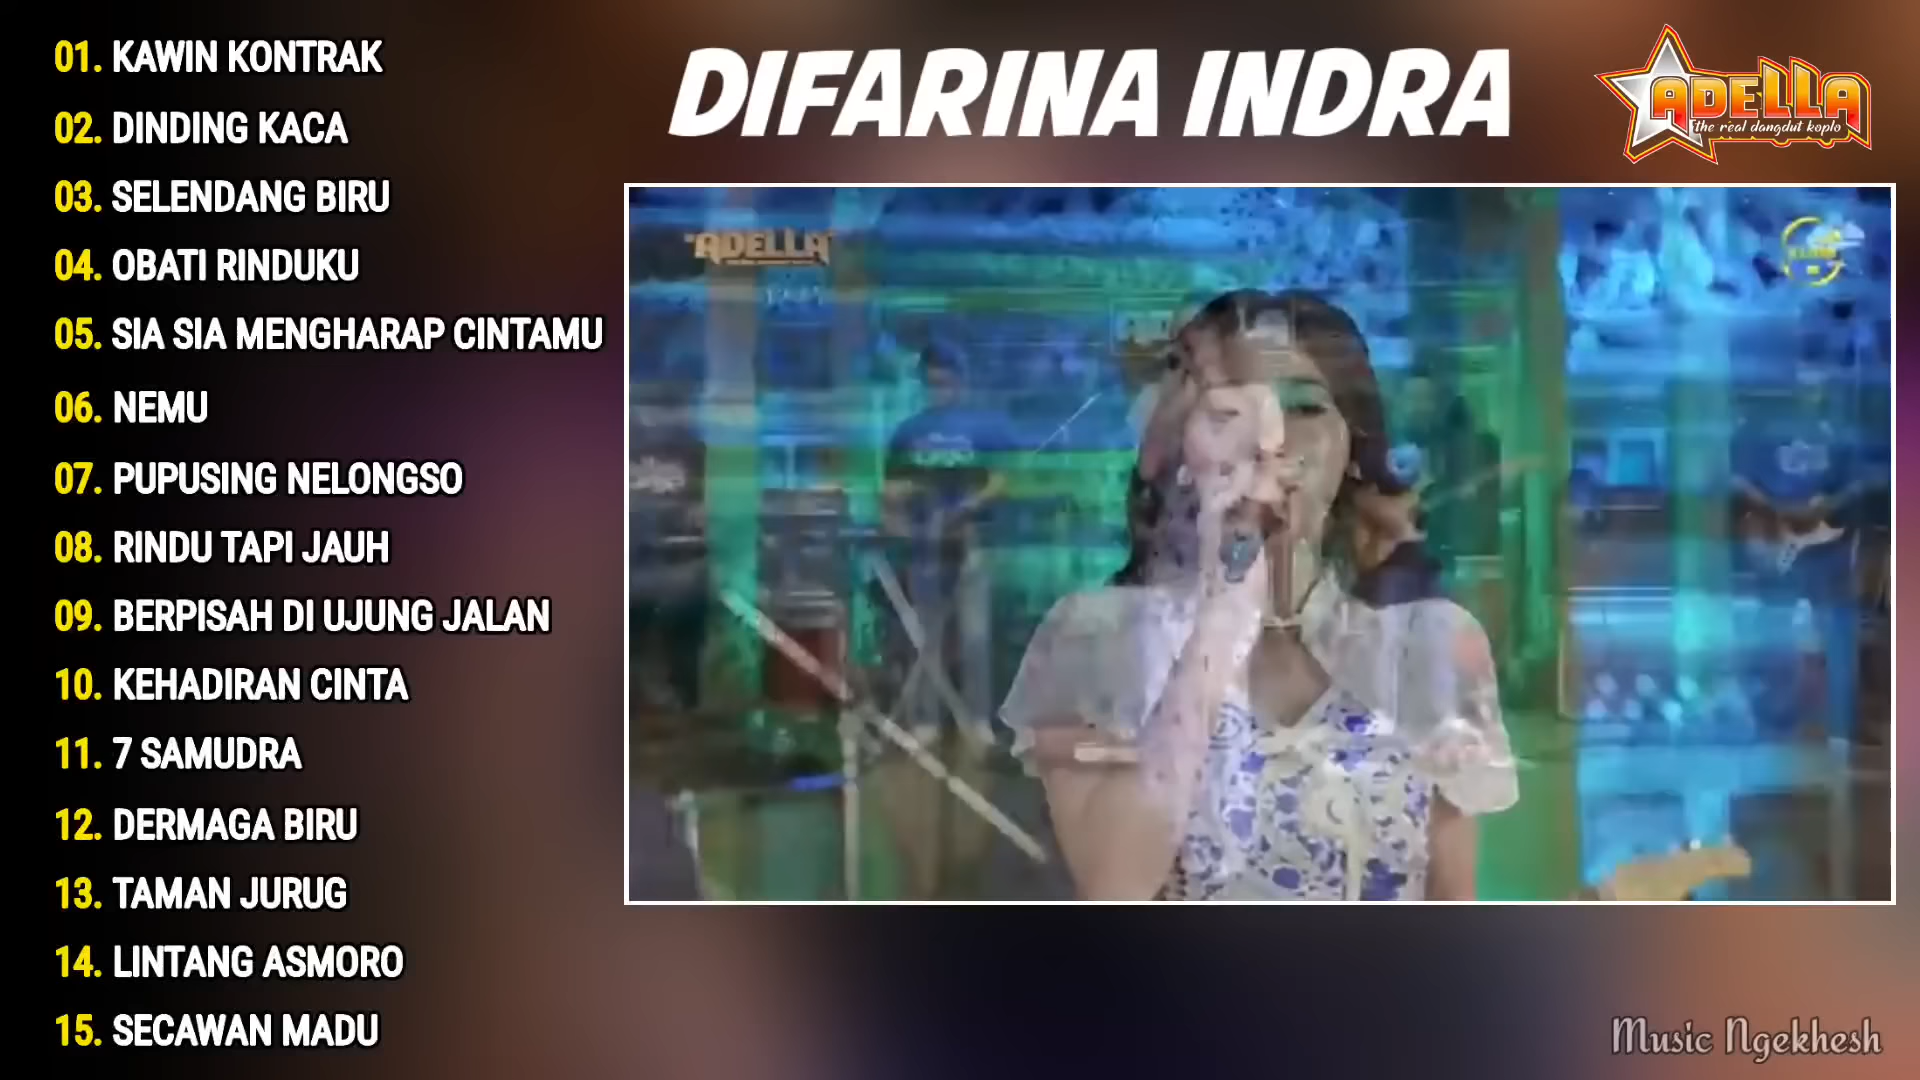 01. KAWIN KONTRAK
02. DINDING KACA
03. SELENDANG BIRU
04. OBATI RINDUKU
05. SIA SIA MENGHARAP CINTAMU
06. NEMU
07. PUPUSING NELONGSO
08. RINDU TAPI JAUH
09. BERPISAH DI UJUNG JALAN
10. KEHADIRAN CINTA
11. 7 SAMUDRA
12. DERMAGA BIRU
13. TAMAN JURUG
14. LINTANG ASMORO
15. SECAWAN MADU
DIFARINA INDRA
ADELLA
the real dangdut koplo
ADELLA
Music Ngekhesh